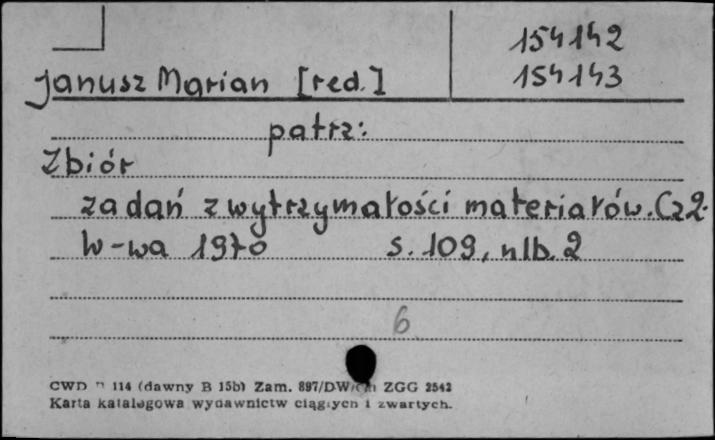 154142
Janusz Marian [red.] 154143
patrz:
Zbiór
zadań z wytrzymałości materiałów. Cz 2.
W-wa 1970 s. 109, nlb. 2
6
CWD 114 (dawny B 15b) Zam. 897/DW ZGG 2542
Karta katalogowa wydawnictw ciągłych i zwartych.